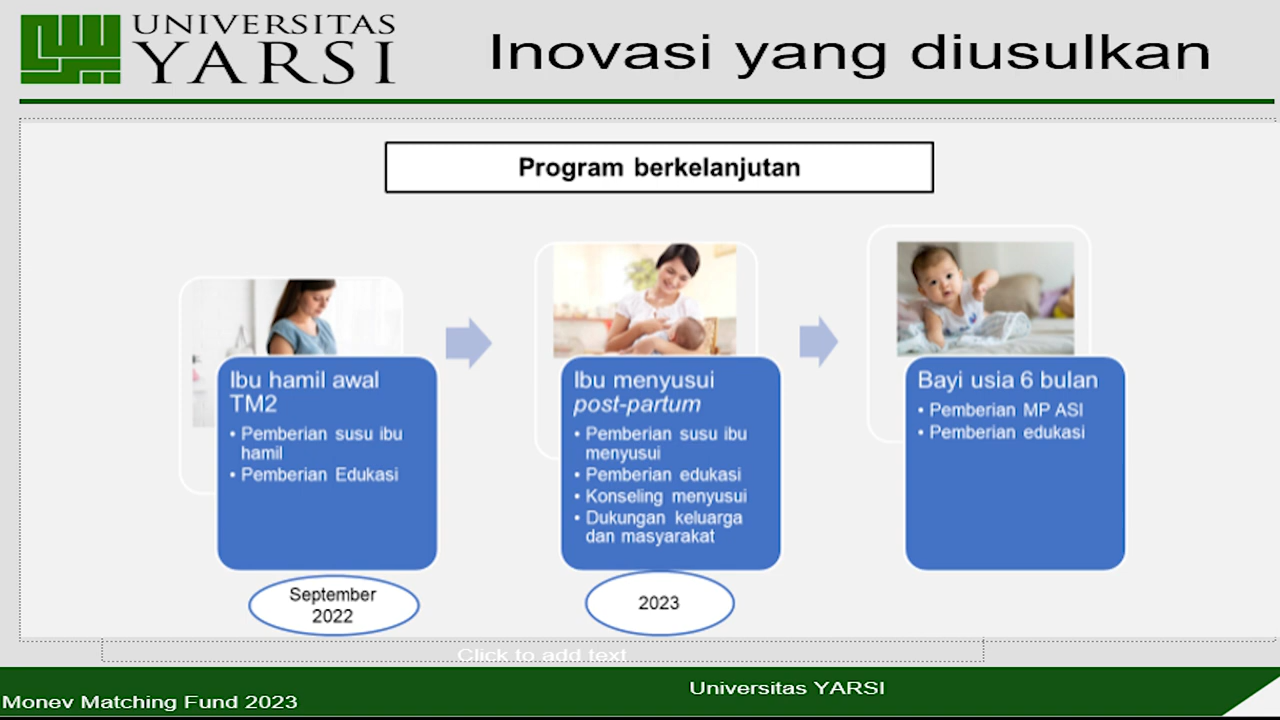 UNIVERSITAS
YARSI
Inovasi yang diusulkan
Program berkelanjutan
Ibu hamil awal
TM2
• Pemberian susu ibu
hamil
• Pemberian Edukasi
September
2022
Ibu menyusui
post-partum
• Pemberian susu ibu
menyusui
• Pemberian edukasi
• Konseling menyusui
• Dukungan keluarga
dan masyarakat
2023
Bayi usia 6 bulan
• Pemberian MP ASI
• Pemberian edukasi
Click to add text
Universitas YARSI
Monev Matching Fund 2023